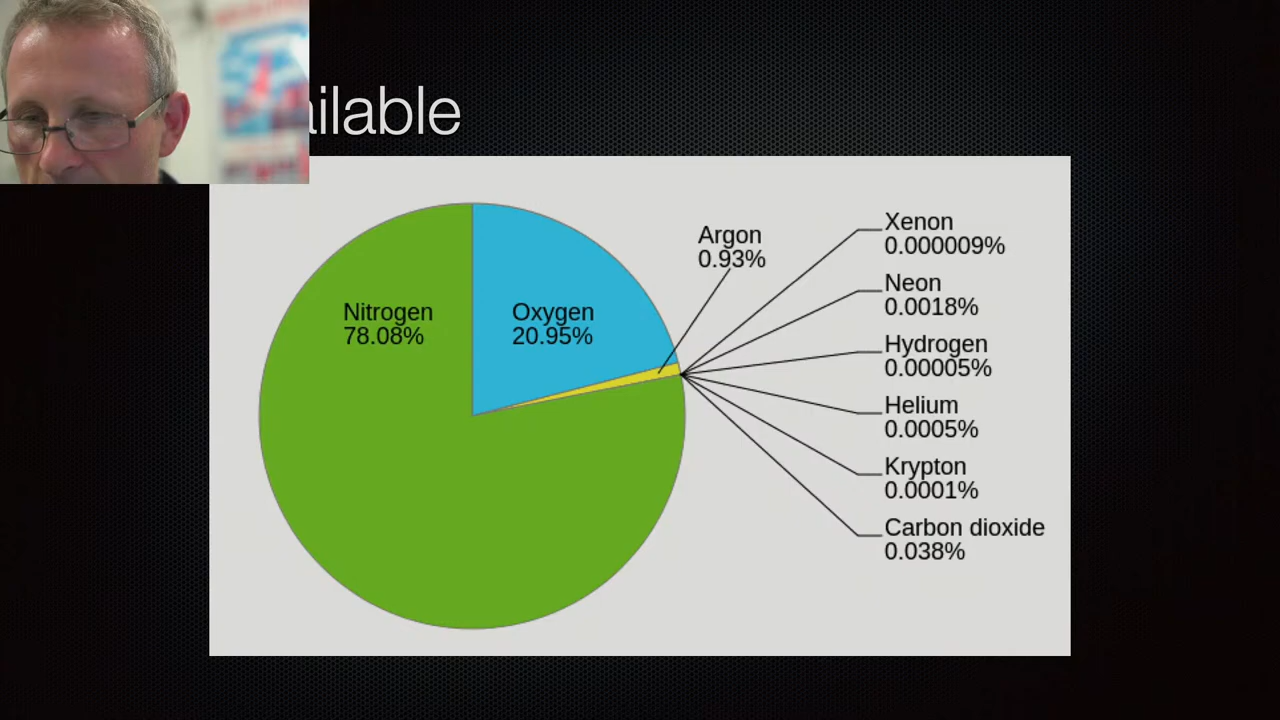 Nitrogen
78.08%
Oxygen
20.95%
Argon
0.93%
Xenon
0.000009%
Neon
0.0018%
Hydrogen
0.00005%
Helium
0.0005%
Krypton
0.0001%
Carbon dioxide
0.038%